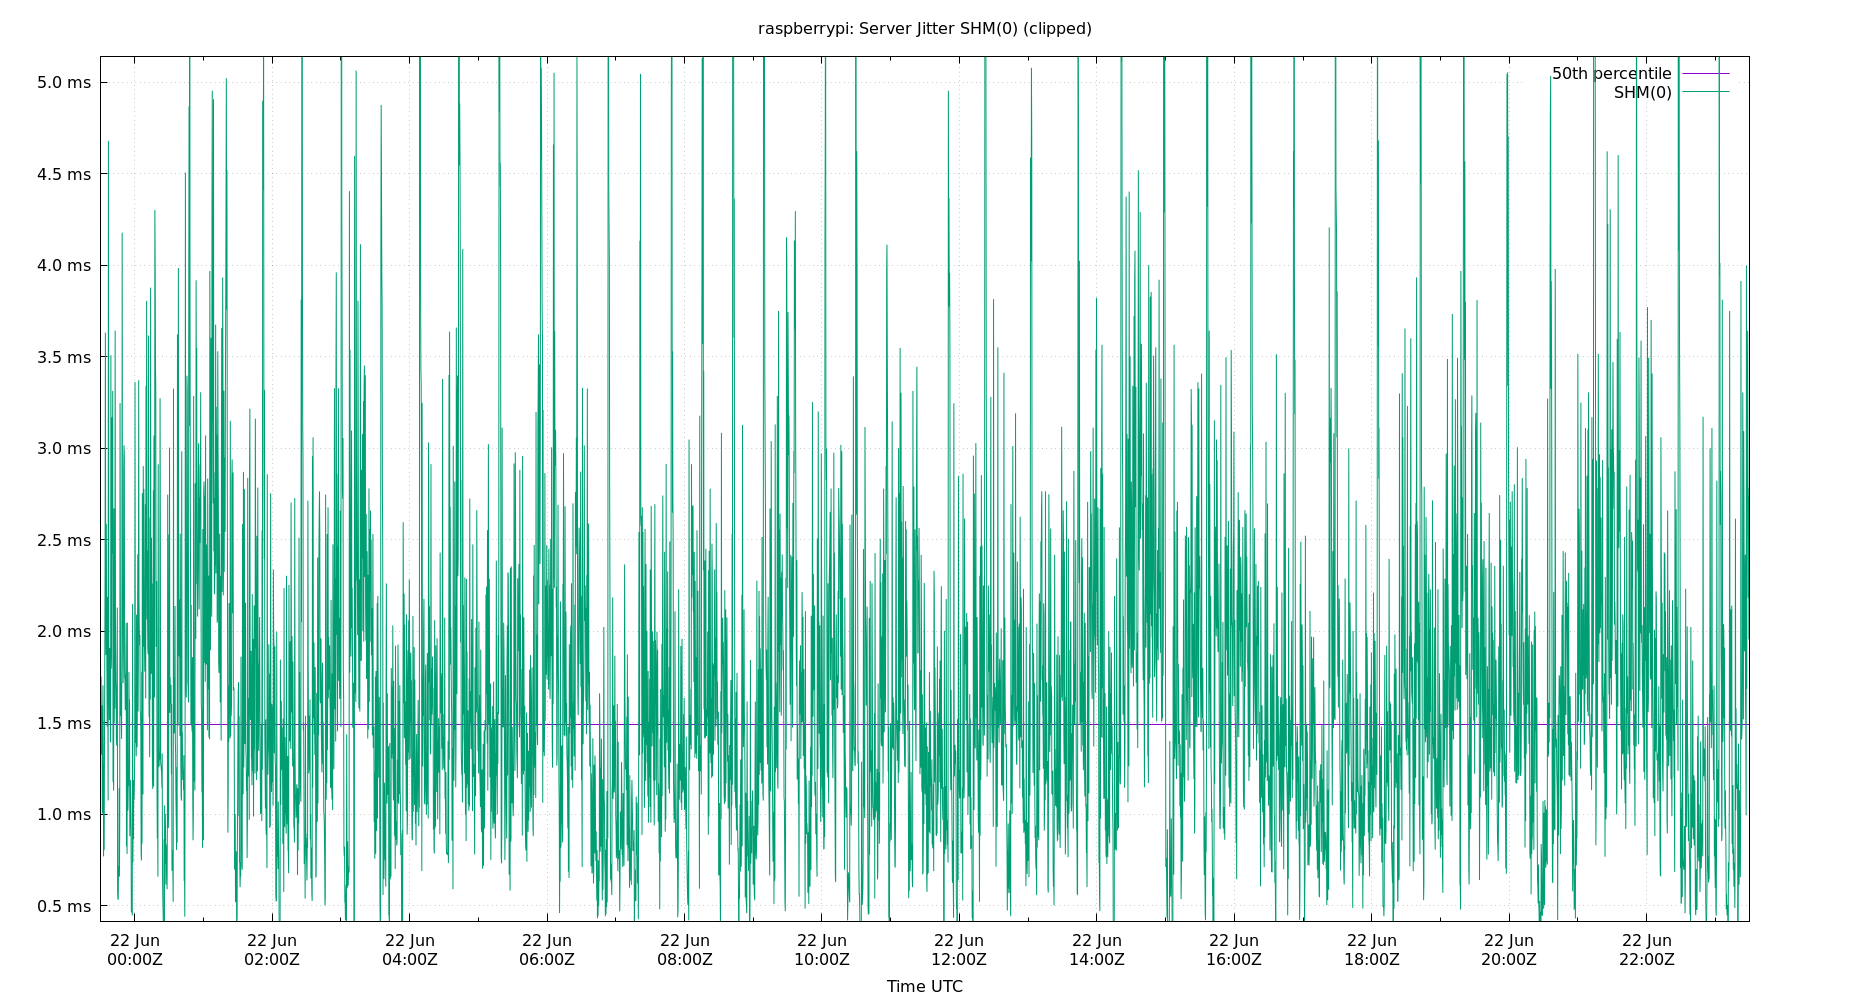 raspberrypi: Server Jitter SHM(0) (clipped)
50th percentile
SHM(0)
5.0 ms
4.5 ms
4.0 ms
3.5 ms
3.0 ms
2.5 ms
2.0 ms
1.5 ms
1.0 ms
0.5 ms
22 Jun 22 Jun 22 Jun 22 Jun 22 Jun 22 Jun 22 Jun 22 Jun 22 Jun 22 Jun 22 Jun 22 Jun
00:00Z 02:00Z 04:00Z 06:00Z 08:00Z 10:00Z 12:00Z 14:00Z 16:00Z 18:00Z 20:00Z 22:00Z
Time UTC